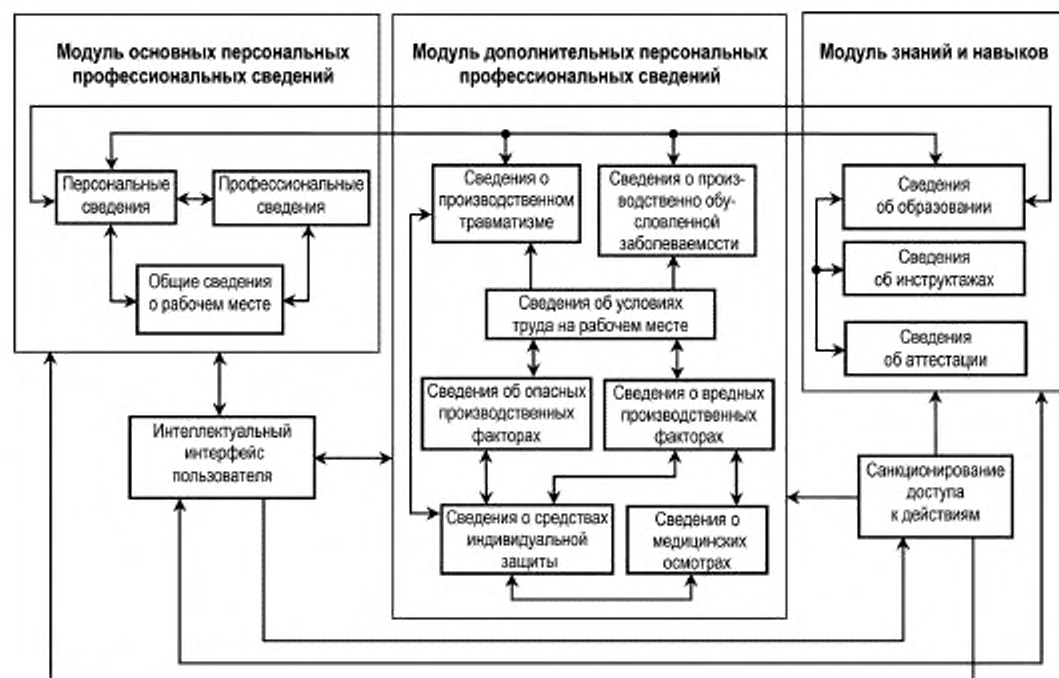 Модуль основных персональных
профессиональных сведений
Персональные
сведения
Профессиональные
сведения
Общие сведения
о рабочем месте
Интеллектуальный
интерфейс
пользователя
Модуль дополнительных персональных
профессиональных сведений
Сведения о
производственном
травматизме
Сведения о произ-
водственно обу-
словленной
заболеваемости
Сведения об условиях
труда на рабочем месте
Сведения об опасных
производственных
факторах
Сведения о вредных
производственных
факторах
Сведения о средствах
индивидуальной
защиты
Сведения о
медицинских
осмотрах
Модуль знаний и навыков
Сведения
об образовании
Сведения
об инструктажах
Сведения
об аттестации
Санкционирование
доступа
к действиям